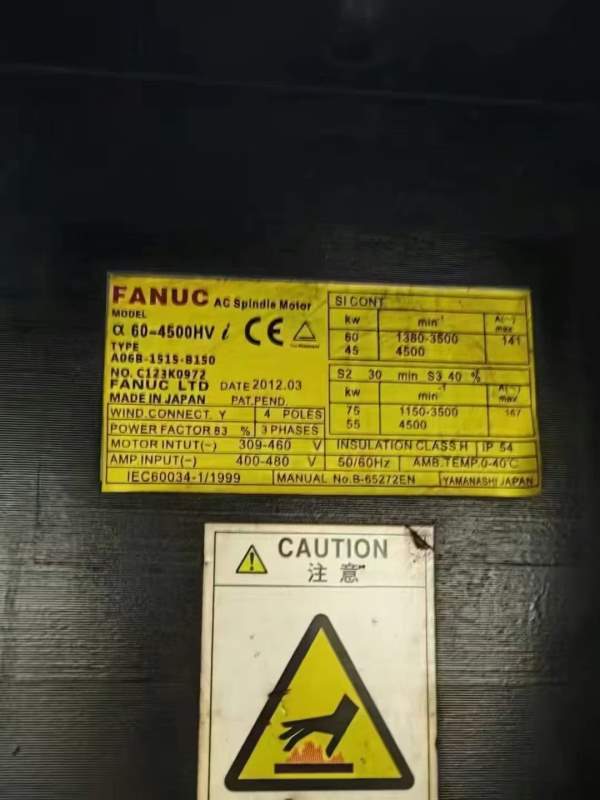 FANUC AC Spindle Motor
MODEL
α 60-4500HV i CE
TYPE
A06B-1515-B150
NO. C123K0972
FANUC LTD DATE 2012.03
MADE IN JAPAN PAT.PEND.
WIND.CONNECT. Y 4 POLES
POWER FACTOR 83 % 3 PHASES
MOTOR INTUT(~) 309-460 V INSULATION CLASS H IP 54
AMP.INPUT(~) 400-480 V 50/60Hz AMB.TEMP.0-40℃
IEC60034-1/1999 MANUAL No.B-65272EN YAMANASHI JAPAN
SI CONT
kw min⁻¹ A(~) max
60 1380-3500 141
45 4500
S2 30 min S3 40 %
kw min⁻¹ A(~) max
75 1150-3500 167
55 4500
CAUTION
注意